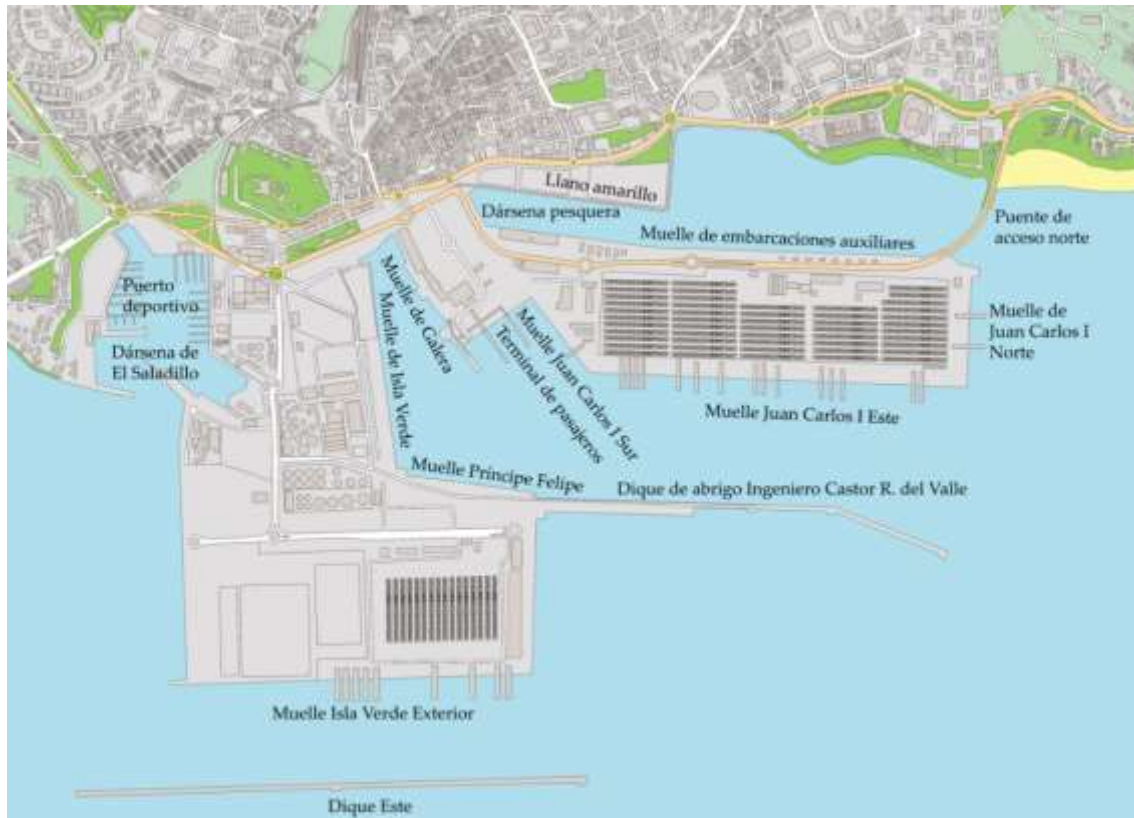 Llano amarillo
Dársena pesquera
Muelle de embarcaciones auxiliares
Puente de
acceso norte
Puerto
deportivo
Muelle de Galera
Muelle de Isla Verde
Muelle Juan Carlos I Sur
Terminal de pasajeros
Muelle de
Juan Carlos I
Norte
Dársena de
El Saladillo
Muelle Juan Carlos I Este
Muelle Príncipe Felipe
Dique de abrigo Ingeniero Castor R. del Valle
Muelle Isla Verde Exterior
Dique Este